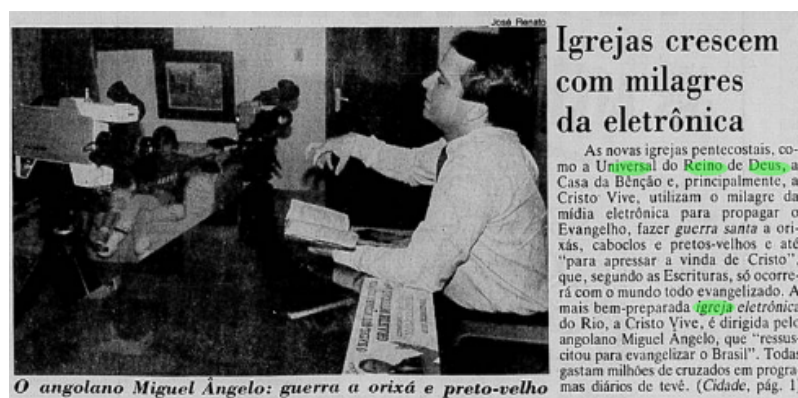 José Renato
O angolano Miguel Ângelo: guerra a orixá e preto-velho
Igrejas crescem
com milagres
da eletrônica
As novas igrejas pentecostais, co-
mo a Universal do Reino de Deus, a
Casa da Bênção e, principalmente, a
Cristo Vive, utilizam o milagre da
mídia eletrônica para propagar o
Evangelho, fazer guerra santa a ori-
xás, caboclos e pretos-velhos e até
"para apressar a vinda de Cristo",
que, segundo as Escrituras, só ocorre-
rá com o mundo todo evangelizado. A
mais bem-preparada igreja eletrônica
do Rio, a Cristo Vive, é dirigida pelo
angolano Miguel Ângelo, que "ressus-
citou para evangelizar o Brasil". Todas
gastam milhões de cruzados em progra-
mas diários de tevê. (Cidade, pág. 1